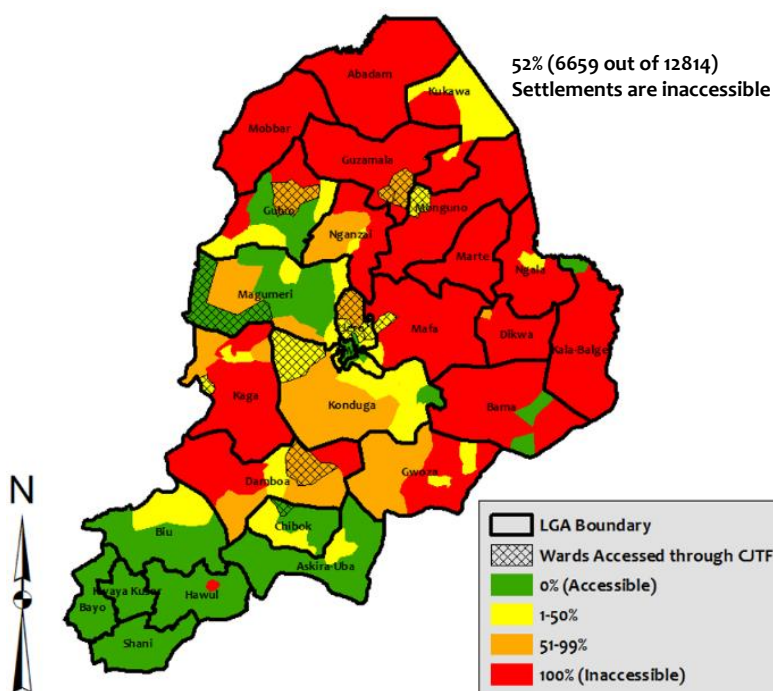 52% (6659 out of 12814)
Settlements are inaccessible
Abadam
Kukawa
Mobbar
Guzamala
Gubio
Monguno
Nganzai
Marte
Ngala
Magumeri
Jere
Mafa
Dikwa
Kala-Balge
Kaga
Konduga
Bama
Damboa
Gwoza
Chibok
Biu
Askira-Uba
Kwaya Kusar
Hawul
Bayo
Shani
N
LGA Boundary
Wards Accessed through CJTF
0% (Accessible)
1-50%
51-99%
100% (Inaccessible)